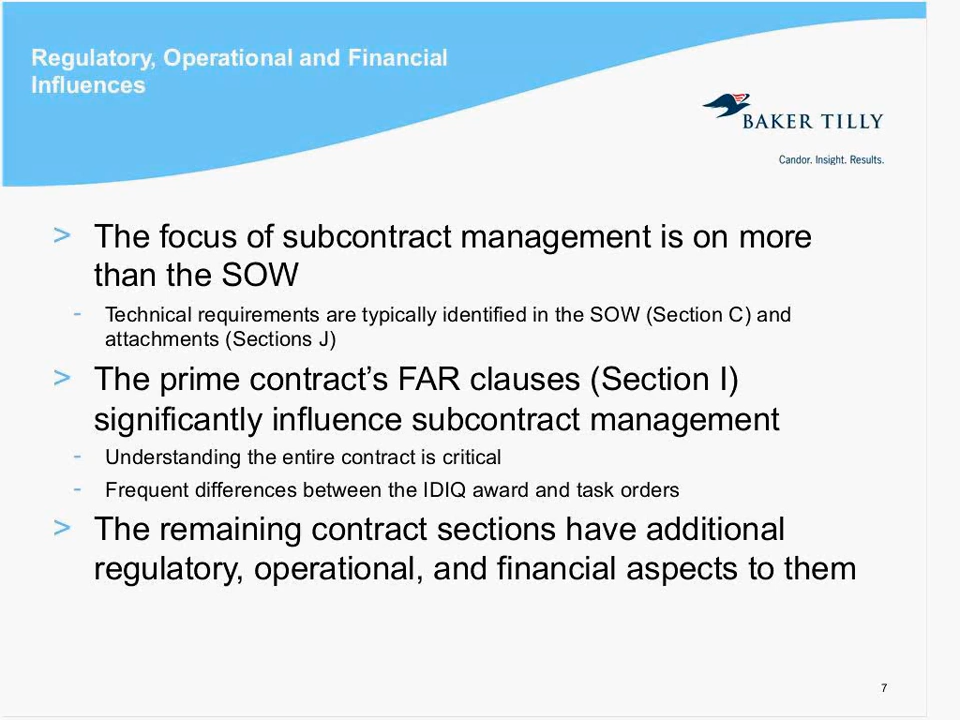 Regulatory, Operational and Financial
Influences
BAKER TILLY
Candor. Insight. Results.
> The focus of subcontract management is on more
than the SOW
- Technical requirements are typically identified in the SOW (Section C) and
attachments (Sections J)
> The prime contract’s FAR clauses (Section I)
significantly influence subcontract management
- Understanding the entire contract is critical
- Frequent differences between the IDIQ award and task orders
> The remaining contract sections have additional
regulatory, operational, and financial aspects to them
7